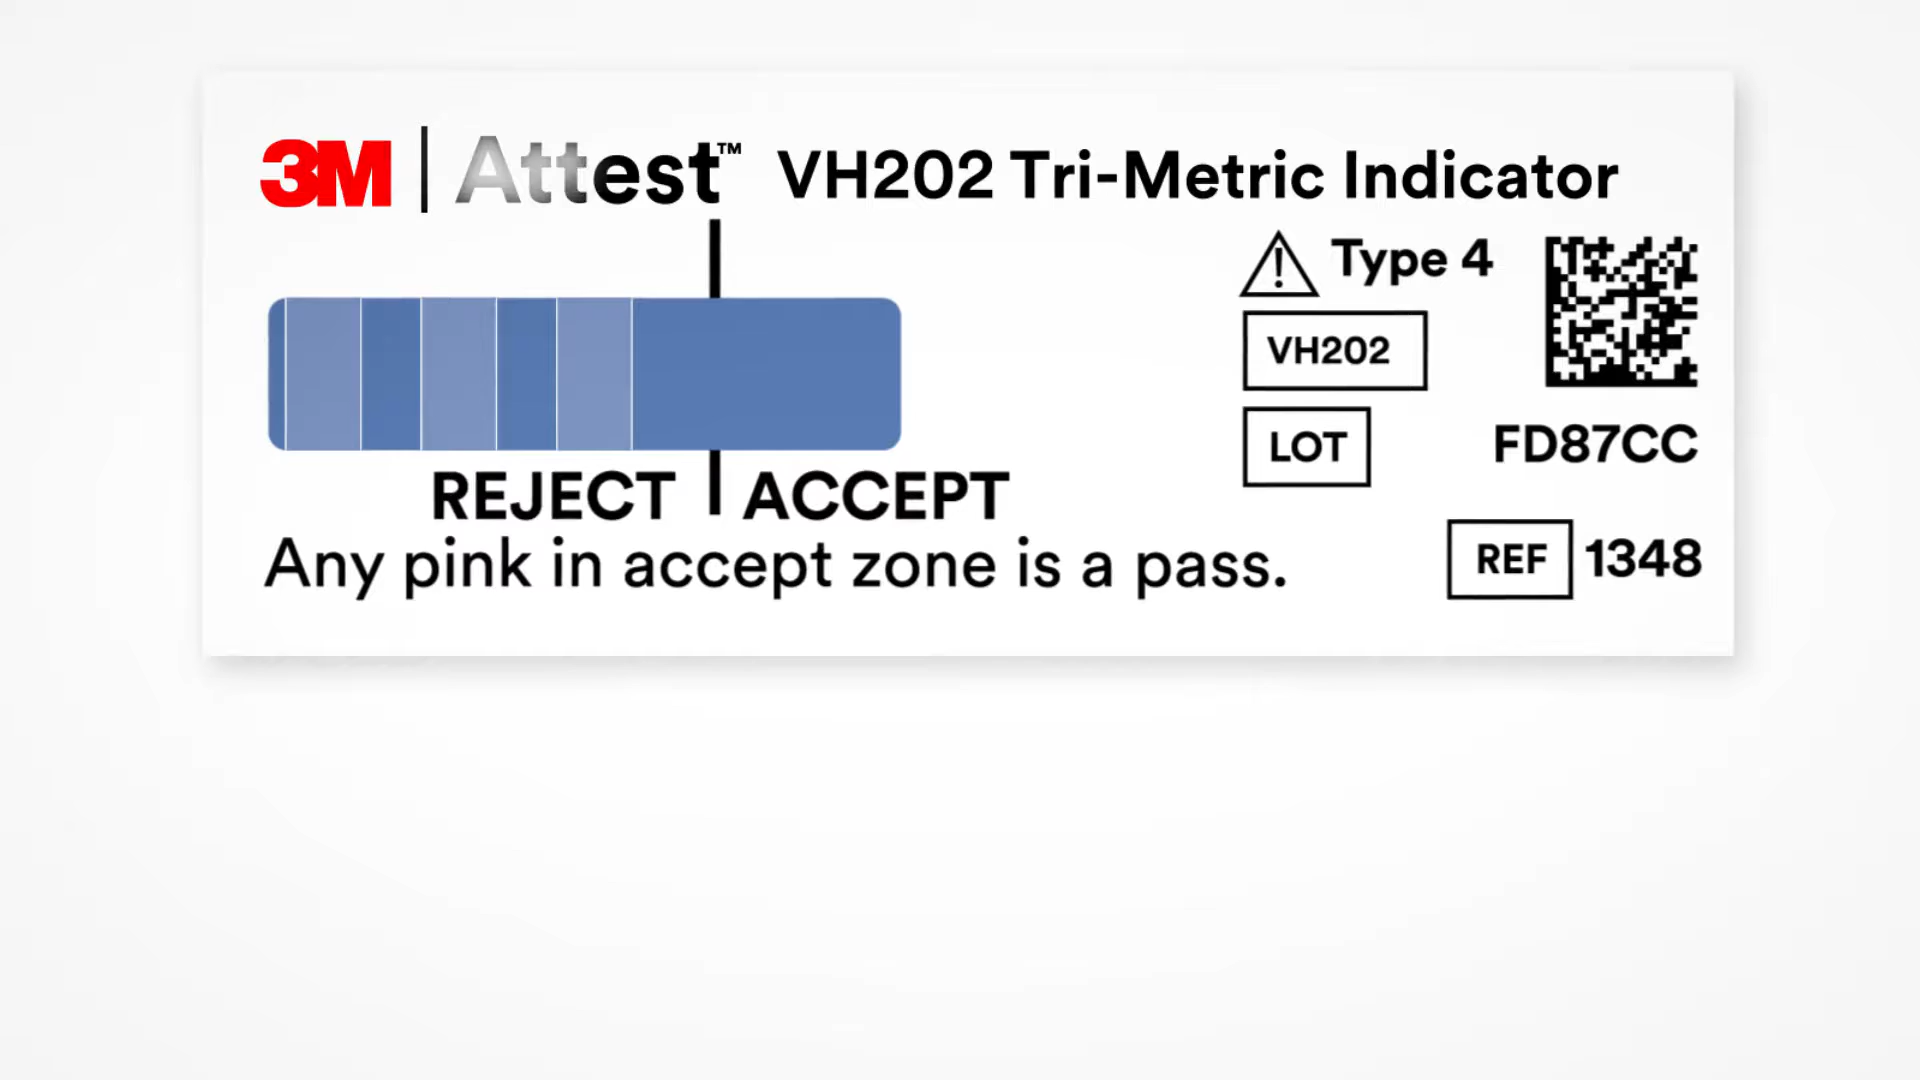 3M | Attest™ VH202 Tri-Metric Indicator
Type 4
VH202
LOT FD87CC
REJECT | ACCEPT
Any pink in accept zone is a pass.
REF 1348